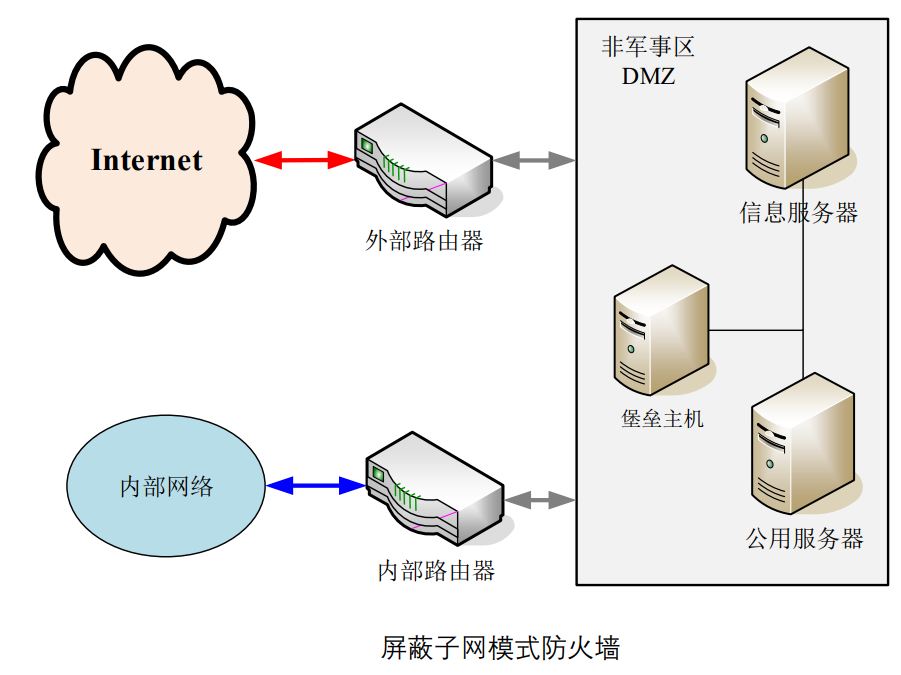 非军事区
DMZ
Internet
信息服务器
外部路由器
堡垒主机
内部网络
公用服务器
内部路由器
屏蔽子网模式防火墙